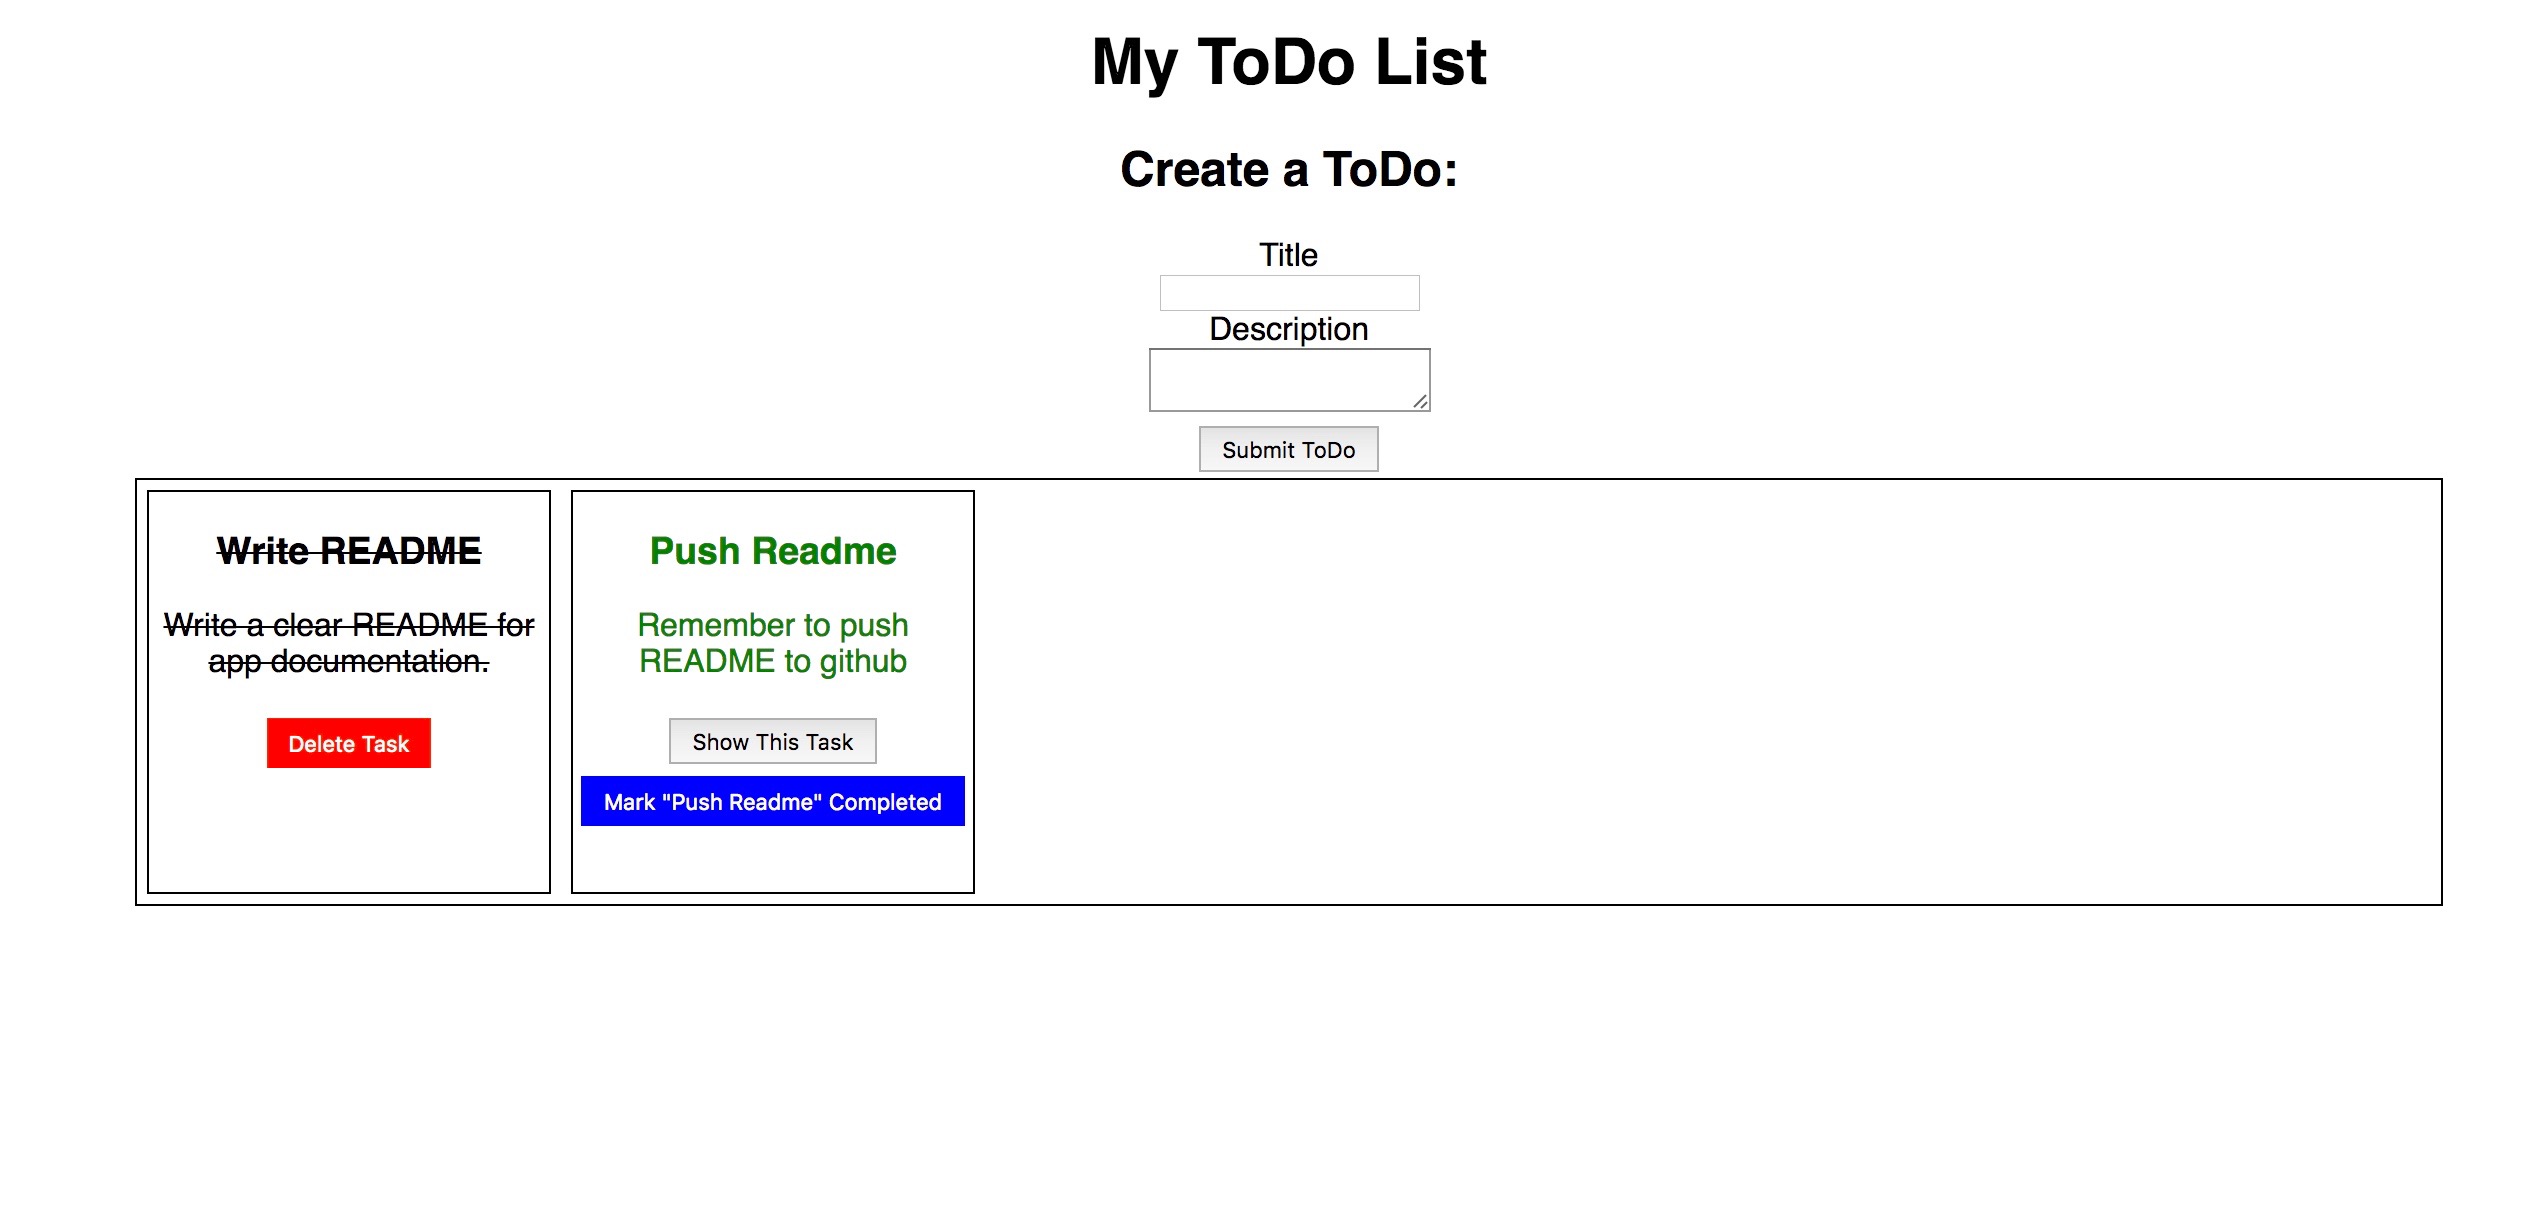 My ToDo List
Create a ToDo:
Title
Description
Submit ToDo
Write README
Write a clear README for
app documentation.
Delete Task
Push Readme
Remember to push
README to github
Show This Task
Mark "Push Readme" Completed